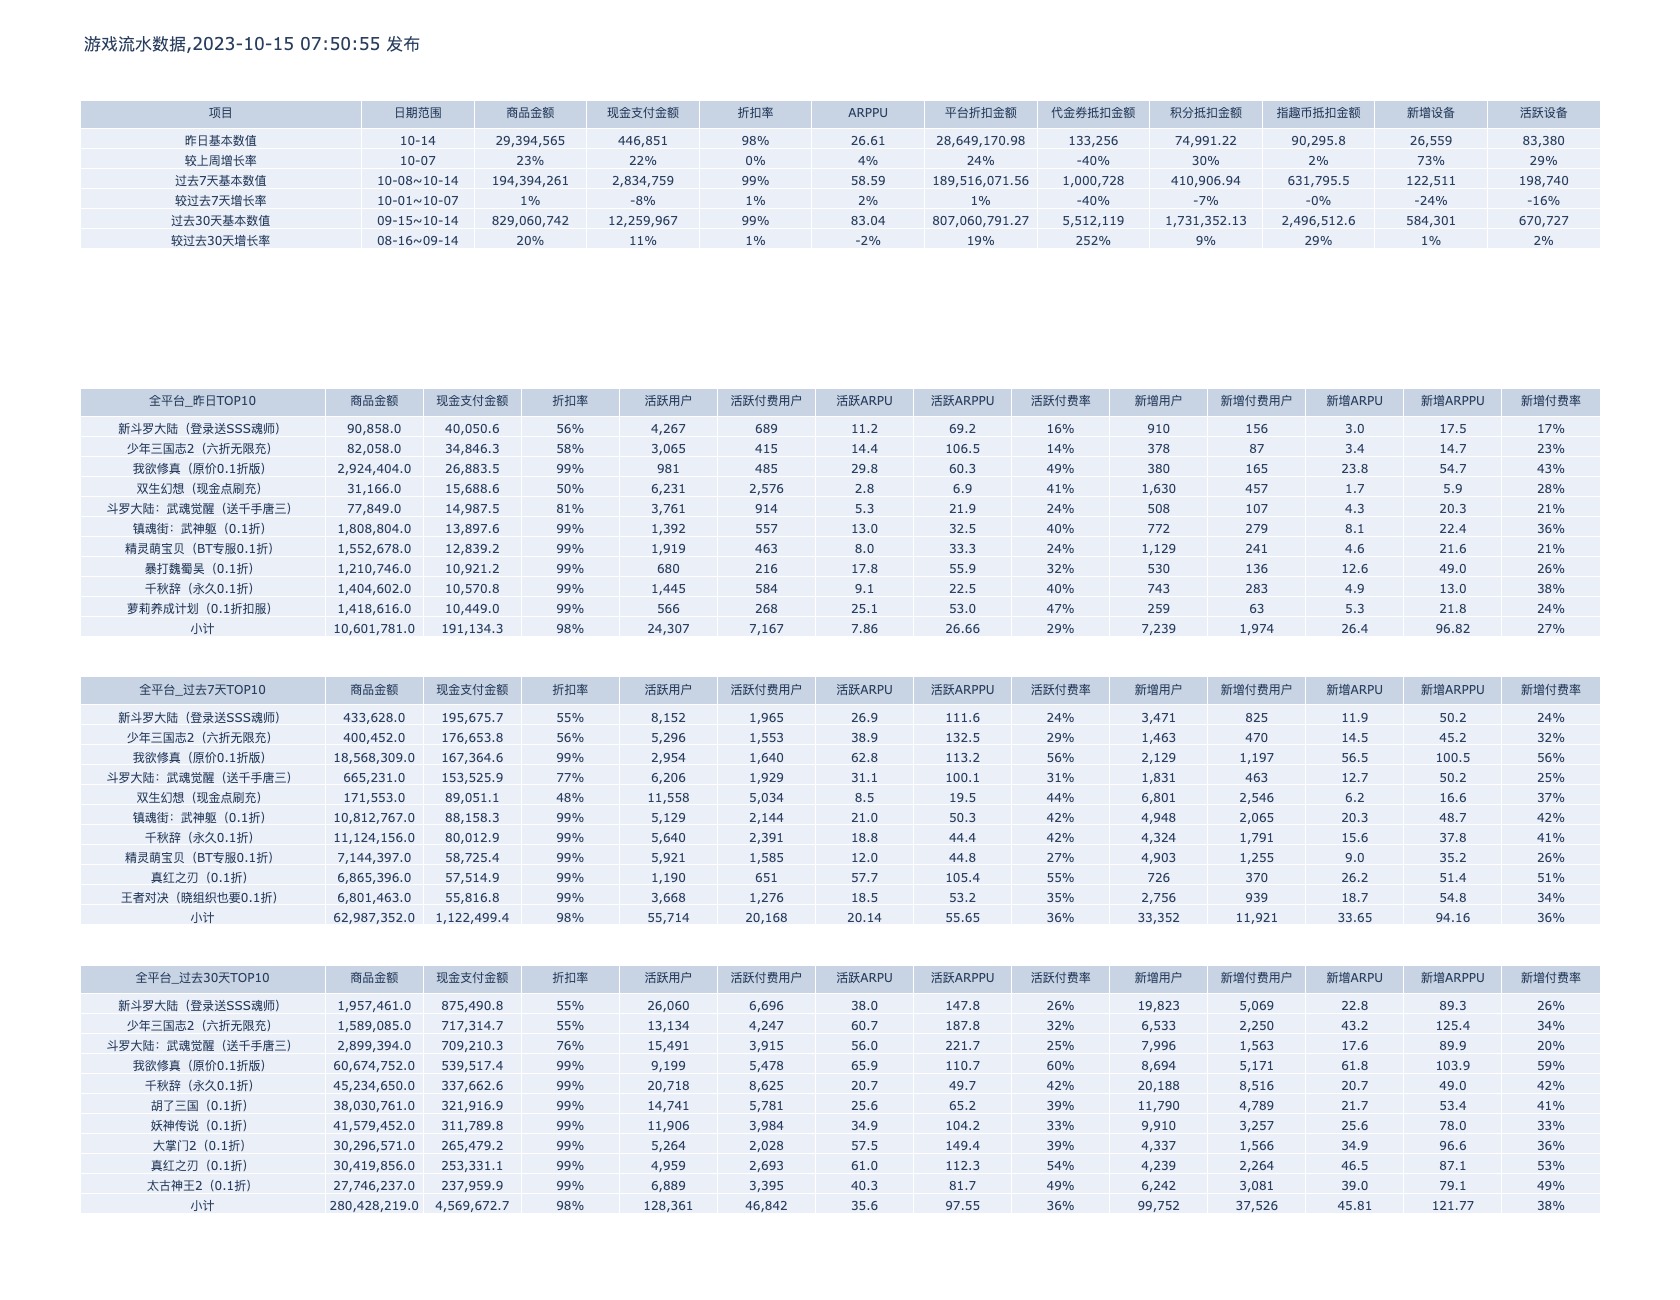 游戏流水数据,2023-10-15 07:50:55 发布
项目 日期范围 商品金额 现金支付金额 折扣率 ARPPU 平台折扣金额 代金券抵扣金额 积分抵扣金额 指趣币抵扣金额 新增设备 活跃设备
昨日基本数值 10-14 29,394,565 446,851 98% 26.61 28,649,170.98 133,256 74,991.22 90,295.8 26,559 83,380
较上周增长率 10-07 23% 22% 0% 4% 24% -40% 30% 2% 73% 29%
过去7天基本数值 10-08~10-14 194,394,261 2,834,759 99% 58.59 189,516,071.56 1,000,728 410,906.94 631,795.5 122,511 198,740
较过去7天增长率 10-01~10-07 1% -8% 1% 2% 1% -40% -7% -0% -24% -16%
过去30天基本数值 09-15~10-14 829,060,742 12,259,967 99% 83.04 807,060,791.27 5,512,119 1,731,352.13 2,496,512.6 584,301 670,727
较过去30天增长率 08-16~09-14 20% 11% 1% -2% 19% 252% 9% 29% 1% 2%
全平台_昨日TOP10 商品金额 现金支付金额 折扣率 活跃用户 活跃付费用户 活跃ARPU 活跃ARPPU 活跃付费率 新增用户 新增付费用户 新增ARPU 新增ARPPU 新增付费率
新斗罗大陆（登录送SSS魂师） 90,858.0 40,050.6 56% 4,267 689 11.2 69.2 16% 910 156 3.0 17.5 17%
少年三国志2（六折无限充） 82,058.0 34,846.3 58% 3,065 415 14.4 106.5 14% 378 87 3.4 14.7 23%
我欲修真（原价0.1折版） 2,924,404.0 26,883.5 99% 981 485 29.8 60.3 49% 380 165 23.8 54.7 43%
双生幻想（现金点刷充） 31,166.0 15,688.6 50% 6,231 2,576 2.8 6.9 41% 1,630 457 1.7 5.9 28%
斗罗大陆：武魂觉醒（送千手唐三） 77,849.0 14,987.5 81% 3,761 914 5.3 21.9 24% 508 107 4.3 20.3 21%
镇魂街：武神躯（0.1折） 1,808,804.0 13,897.6 99% 1,392 557 13.0 32.5 40% 772 279 8.1 22.4 36%
精灵萌宝贝（BT专服0.1折） 1,552,678.0 12,839.2 99% 1,919 463 8.0 33.3 24% 1,129 241 4.6 21.6 21%
暴打魏蜀吴（0.1折） 1,210,746.0 10,921.2 99% 680 216 17.8 55.9 32% 530 136 12.6 49.0 26%
千秋辞（永久0.1折） 1,404,602.0 10,570.8 99% 1,445 584 9.1 22.5 40% 743 283 4.9 13.0 38%
萝莉养成计划（0.1折扣服） 1,418,616.0 10,449.0 99% 566 268 25.1 53.0 47% 259 63 5.3 21.8 24%
小计 10,601,781.0 191,134.3 98% 24,307 7,167 7.86 26.66 29% 7,239 1,974 26.4 96.82 27%
全平台_过去7天TOP10 商品金额 现金支付金额 折扣率 活跃用户 活跃付费用户 活跃ARPU 活跃ARPPU 活跃付费率 新增用户 新增付费用户 新增ARPU 新增ARPPU 新增付费率
新斗罗大陆（登录送SSS魂师） 433,628.0 195,675.7 55% 8,152 1,965 26.9 111.6 24% 3,471 825 11.9 50.2 24%
少年三国志2（六折无限充） 400,452.0 176,653.8 56% 5,296 1,553 38.9 132.5 29% 1,463 470 14.5 45.2 32%
我欲修真（原价0.1折版） 18,568,309.0 167,364.6 99% 2,954 1,640 62.8 113.2 56% 2,129 1,197 56.5 100.5 56%
斗罗大陆：武魂觉醒（送千手唐三） 665,231.0 153,525.9 77% 6,206 1,929 31.1 100.1 31% 1,831 463 12.7 50.2 25%
双生幻想（现金点刷充） 171,553.0 89,051.1 48% 11,558 5,034 8.5 19.5 44% 6,801 2,546 6.2 16.6 37%
镇魂街：武神躯（0.1折） 10,812,767.0 88,158.3 99% 5,129 2,144 21.0 50.3 42% 4,948 2,065 20.3 48.7 42%
千秋辞（永久0.1折） 11,124,156.0 80,012.9 99% 5,640 2,391 18.8 44.4 42% 4,324 1,791 15.6 37.8 41%
精灵萌宝贝（BT专服0.1折） 7,144,397.0 58,725.4 99% 5,921 1,585 12.0 44.8 27% 4,903 1,255 9.0 35.2 26%
真红之刃（0.1折） 6,865,396.0 57,514.9 99% 1,190 651 57.7 105.4 55% 726 370 26.2 51.4 51%
王者对决（晓组织也要0.1折） 6,801,463.0 55,816.8 99% 3,668 1,276 18.5 53.2 35% 2,756 939 18.7 54.8 34%
小计 62,987,352.0 1,122,499.4 98% 55,714 20,168 20.14 55.65 36% 33,352 11,921 33.65 94.16 36%
全平台_过去30天TOP10 商品金额 现金支付金额 折扣率 活跃用户 活跃付费用户 活跃ARPU 活跃ARPPU 活跃付费率 新增用户 新增付费用户 新增ARPU 新增ARPPU 新增付费率
新斗罗大陆（登录送SSS魂师） 1,957,461.0 875,490.8 55% 26,060 6,696 38.0 147.8 26% 19,823 5,069 22.8 89.3 26%
少年三国志2（六折无限充） 1,589,085.0 717,314.7 55% 13,134 4,247 60.7 187.8 32% 6,533 2,250 43.2 125.4 34%
斗罗大陆：武魂觉醒（送千手唐三） 2,899,394.0 709,210.3 76% 15,491 3,915 56.0 221.7 25% 7,996 1,563 17.6 89.9 20%
我欲修真（原价0.1折版） 60,674,752.0 539,517.4 99% 9,199 5,478 65.9 110.7 60% 8,694 5,171 61.8 103.9 59%
千秋辞（永久0.1折） 45,234,650.0 337,662.6 99% 20,718 8,625 20.7 49.7 42% 20,188 8,516 20.7 49.0 42%
胡了三国（0.1折） 38,030,761.0 321,916.9 99% 14,741 5,781 25.6 65.2 39% 11,790 4,789 21.7 53.4 41%
妖神传说（0.1折） 41,579,452.0 311,789.8 99% 11,906 3,984 34.9 104.2 33% 9,910 3,257 25.6 78.0 33%
大掌门2（0.1折） 30,296,571.0 265,479.2 99% 5,264 2,028 57.5 149.4 39% 4,337 1,566 34.9 96.6 36%
真红之刃（0.1折） 30,419,856.0 253,331.1 99% 4,959 2,693 61.0 112.3 54% 4,239 2,264 46.5 87.1 53%
太古神王2（0.1折） 27,746,237.0 237,959.9 99% 6,889 3,395 40.3 81.7 49% 6,242 3,081 39.0 79.1 49%
小计 280,428,219.0 4,569,672.7 98% 128,361 46,842 35.6 97.55 36% 99,752 37,526 45.81 121.77 38%